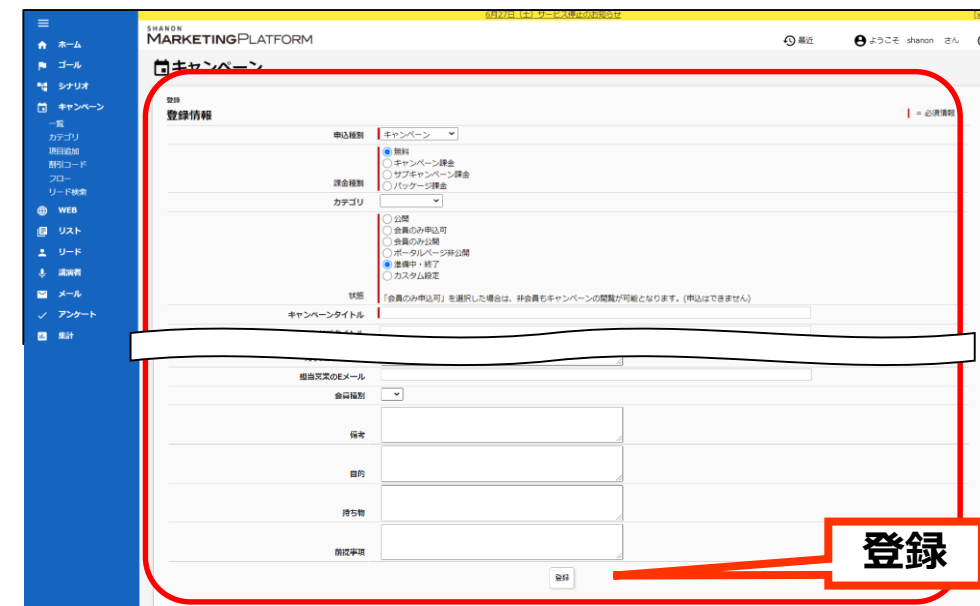 6月27日（土）サービス停止のお知らせ
SHANON
MARKETINGPLATFORM
最近
ようこそ shanon さん
ホーム
ゴール
シナリオ
キャンペーン
一覧
カテゴリ
項目追加
割引コード
フロー
リード検索
WEB
リスト
リード
講演者
メール
アンケート
集計
キャンペーン
登録
登録情報
= 必須情報
申込種別 キャンペーン
課金種別
無料
キャンペーン課金
サブキャンペーン課金
パッケージ課金
カテゴリ
状態
公開
会員のみ申込可
会員のみ公開
ポータルページ非公開
準備中・終了
カスタム設定
「会員のみ申込可」を選択した場合は、非会員もキャンペーンの閲覧が可能となります。(申込はできません)
キャンペーンタイトル
担当営業のEメール
会員種別
備考
目的
持ち物
前提事項
登録
登録